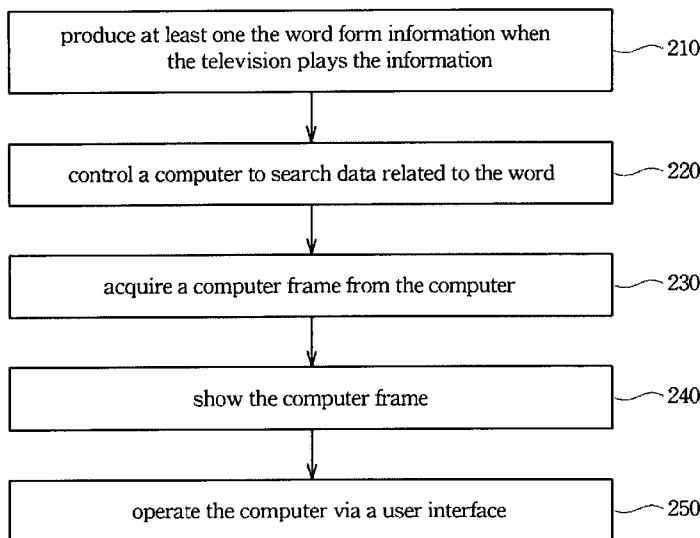 produce at least one the word form information when
the television plays the information
210
control a computer to search data related to the word
220
acquire a computer frame from the computer
230
show the computer frame
240
operate the computer via a user interface
250